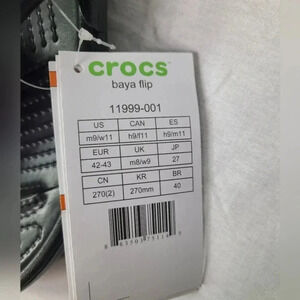 crocs™
baya flip
11999-001
US CAN ES
m9/w11 h9/f11 h9/m11
EUR UK JP
42-43 m8/w9 27
CN KR BR
270(2) 270mm 40